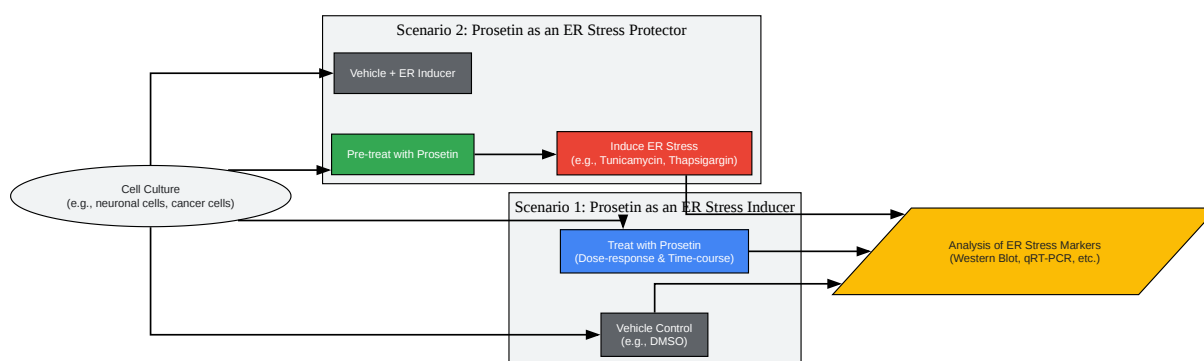 Scenario 2: Prosetin as an ER Stress Protector
Vehicle + ER Inducer
Pre-treat with Prosetin
Induce ER Stress
(e.g., Tunicamycin, Thapsigargin)
Cell Culture
(e.g., neuronal cells, cancer cells)
Scenario 1: Prosetin as an ER Stress Inducer
Treat with Prosetin
(Dose-response & Time-course)
Analysis of ER Stress Markers
(Western Blot, qRT-PCR, etc.)
Vehicle Control
(e.g., DMSO)